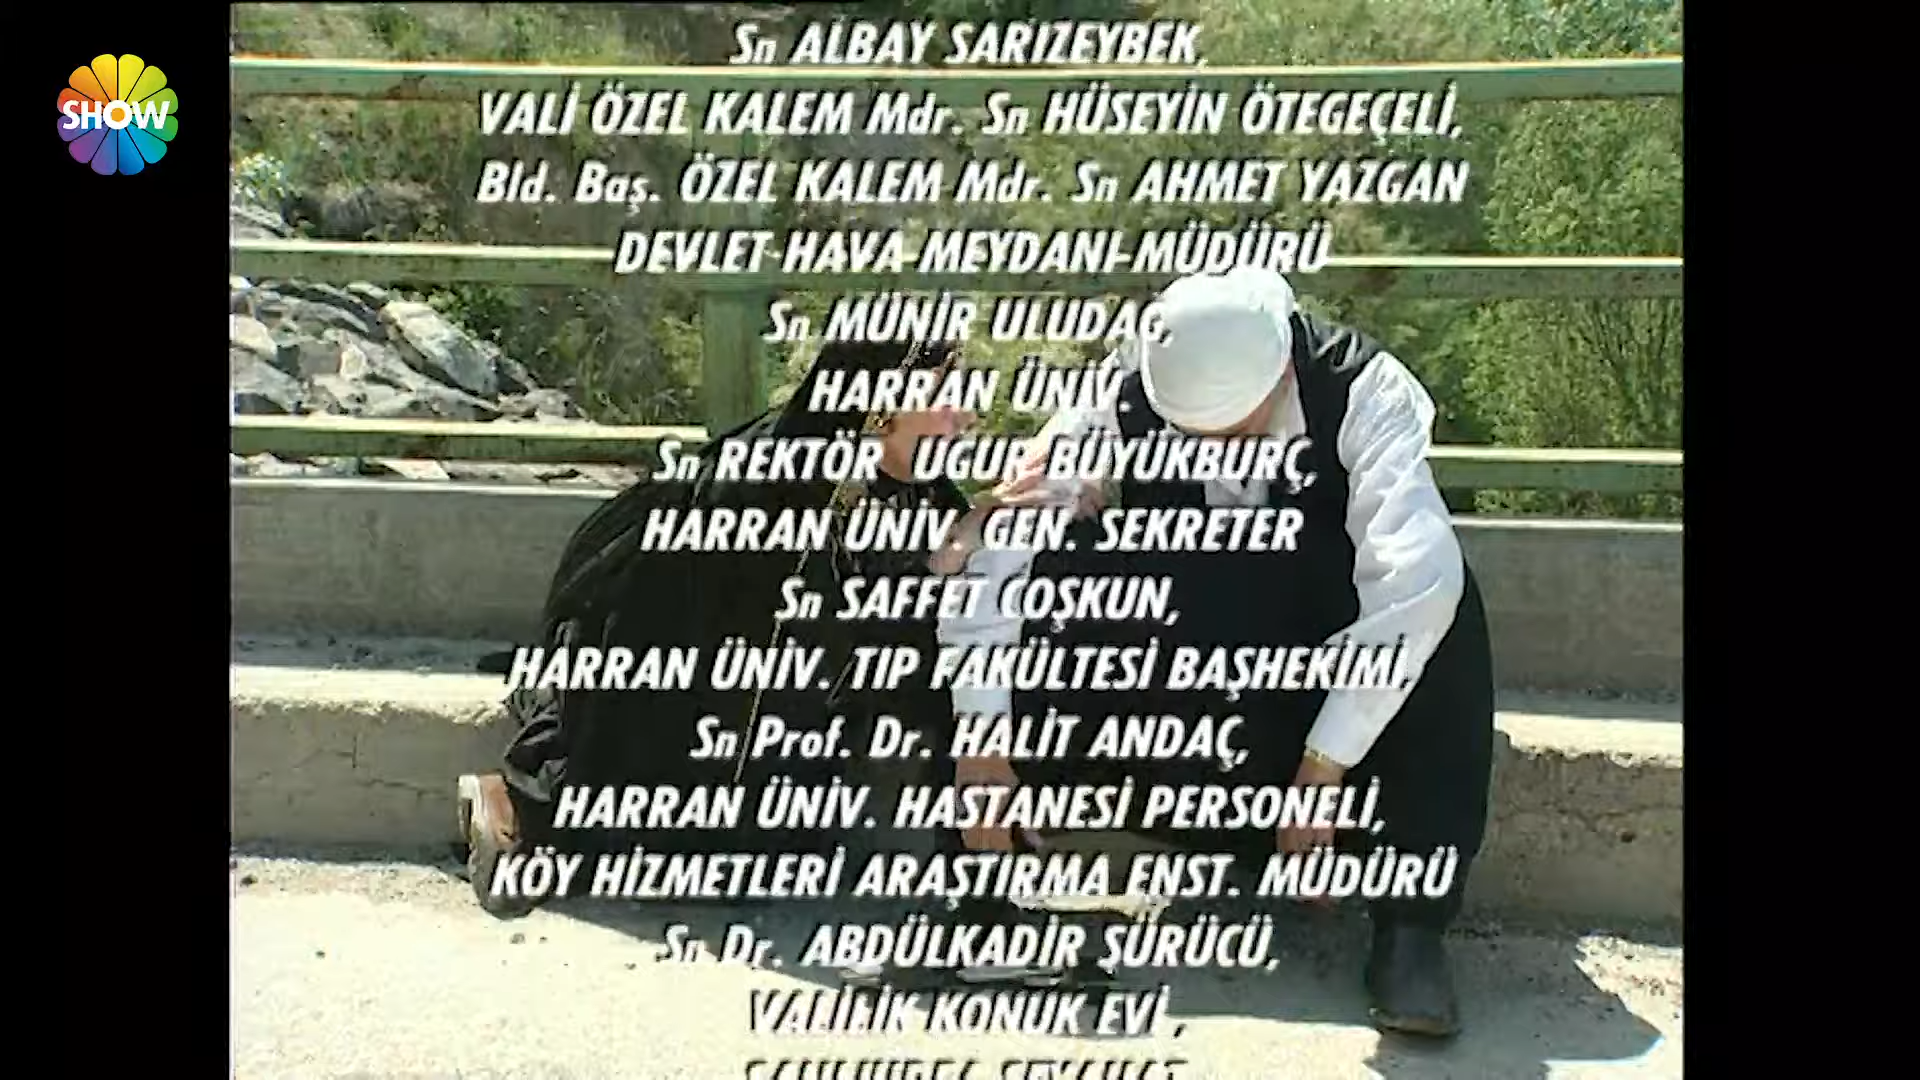 SHOW
Sn ALBAY SARIZEYBEK,
VALİ ÖZEL KALEM Mdr. Sn HÜSEYİN ÖTEGEÇELİ,
Bld. Baş. ÖZEL KALEM Mdr. Sn AHMET YAZGAN
DEVLET HAVA MEYDANI MÜDÜRÜ
Sn MÜNİR ULUDAĞ,
HARRAN ÜNİV.
Sn REKTÖR UGUR BÜYÜKBURÇ,
HARRAN ÜNİV. GEN. SEKRETER
Sn SAFFET COŞKUN,
HARRAN ÜNİV. TIP FAKÜLTESİ BAŞHEKİMİ,
Sn Prof. Dr. HALİT ANDAÇ,
HARRAN ÜNİV. HASTANESİ PERSONELİ,
KÖY HİZMETLERİ ARAŞTIRMA ENST. MÜDÜRÜ
Sn Dr. ABDÜLKADİR ŞÜRÜCÜ,
VALİLİK KONUK EVİ,